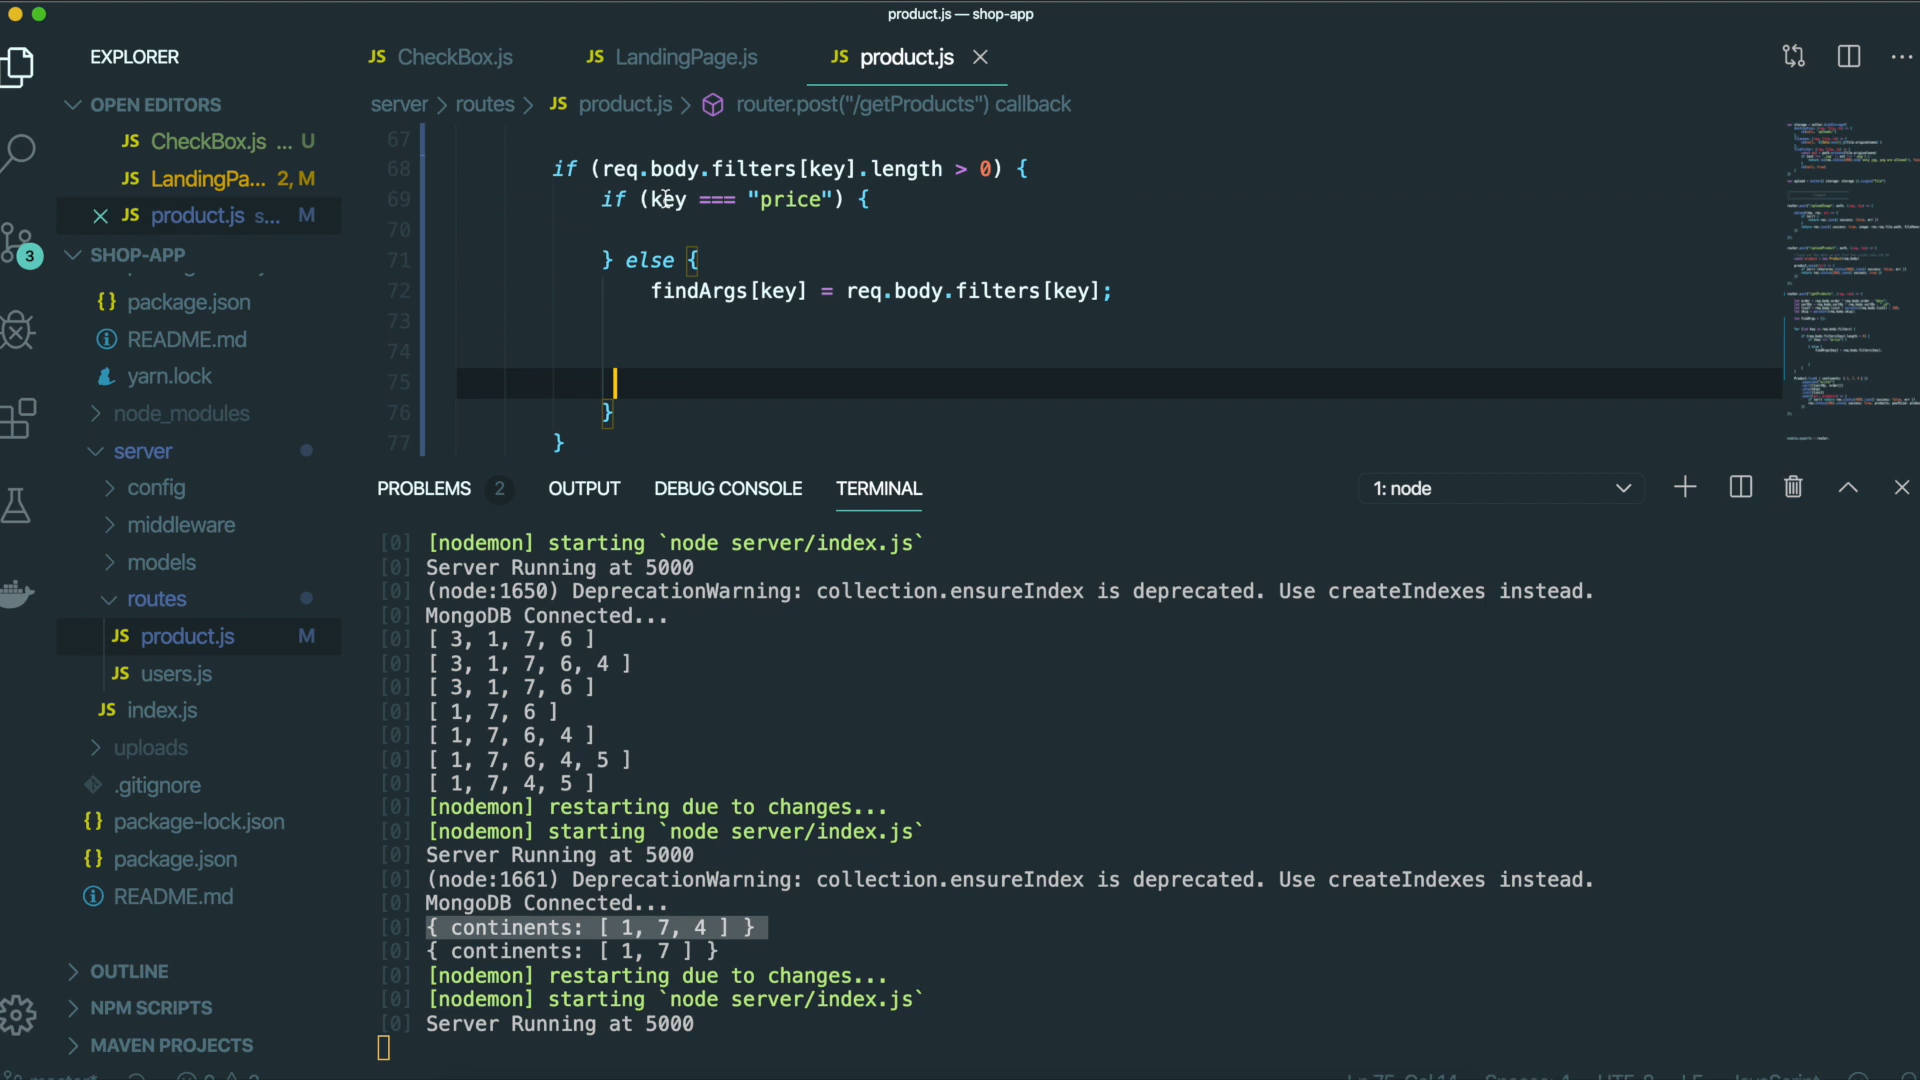 product.js — shop-app
EXPLORER
OPEN EDITORS
JS CheckBox.js ... U
JS LandingPa... 2, M
JS product.js s... M
SHOP-APP
{} package.json
README.md
yarn.lock
node_modules
server
config
middleware
models
routes
JS product.js M
JS users.js
JS index.js
uploads
.gitignore
{} package-lock.json
{} package.json
README.md
OUTLINE
NPM SCRIPTS
MAVEN PROJECTS
3
JS CheckBox.js
JS LandingPage.js
JS product.js
server > routes > JS product.js > router.post("/getProducts") callback
67
68 if (req.body.filters[key].length > 0) {
69 if (key === "price") {
70
71 } else {
72 findArgs[key] = req.body.filters[key];
73
74
75
76 }
77 }
PROBLEMS 2 OUTPUT DEBUG CONSOLE TERMINAL
1: node
[0] [nodemon] starting `node server/index.js`
[0] Server Running at 5000
[0] (node:1650) DeprecationWarning: collection.ensureIndex is deprecated. Use createIndexes instead.
[0] MongoDB Connected...
[0] [ 3, 1, 7, 6 ]
[0] [ 3, 1, 7, 6, 4 ]
[0] [ 3, 1, 7, 6 ]
[0] [ 1, 7, 6 ]
[0] [ 1, 7, 6, 4 ]
[0] [ 1, 7, 6, 4, 5 ]
[0] [ 1, 7, 4, 5 ]
[0] [nodemon] restarting due to changes...
[0] [nodemon] starting `node server/index.js`
[0] Server Running at 5000
[0] (node:1661) DeprecationWarning: collection.ensureIndex is deprecated. Use createIndexes instead.
[0] MongoDB Connected...
[0] { continents: [ 1, 7, 4 ] }
[0] { continents: [ 1, 7 ] }
[0] [nodemon] restarting due to changes...
[0] [nodemon] starting `node server/index.js`
[0] Server Running at 5000